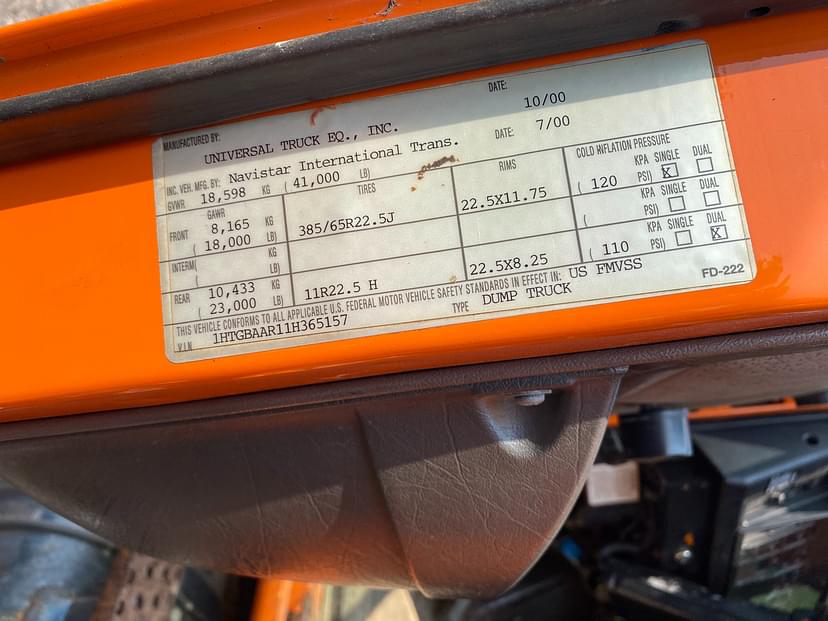 MANUFACTURED BY: UNIVERSAL TRUCK EQ., INC. DATE: 10/00
INC. VEH. MFG. BY: Navistar International Trans. DATE: 7/00
GVWR 18,598 KG ( 41,000 LB)
GAWR TIRES RIMS COLD INFLATION PRESSURE
FRONT 8,165 KG 385/65R22.5J 22.5X11.75 KPA SINGLE DUAL
( 18,000 LB) ( 120 PSI) X
INTERM( KG KPA SINGLE DUAL
LB) ( PSI)
REAR 10,433 KG 11R22.5 H 22.5X8.25 KPA SINGLE DUAL
( 23,000 LB) ( 110 PSI) X
THIS VEHICLE CONFORMS TO ALL APPLICABLE U.S. FEDERAL MOTOR VEHICLE SAFETY STANDARDS IN EFFECT IN: US FMVSS
V.I.N. 1HTGBAAR11H365157 TYPE DUMP TRUCK FD-222